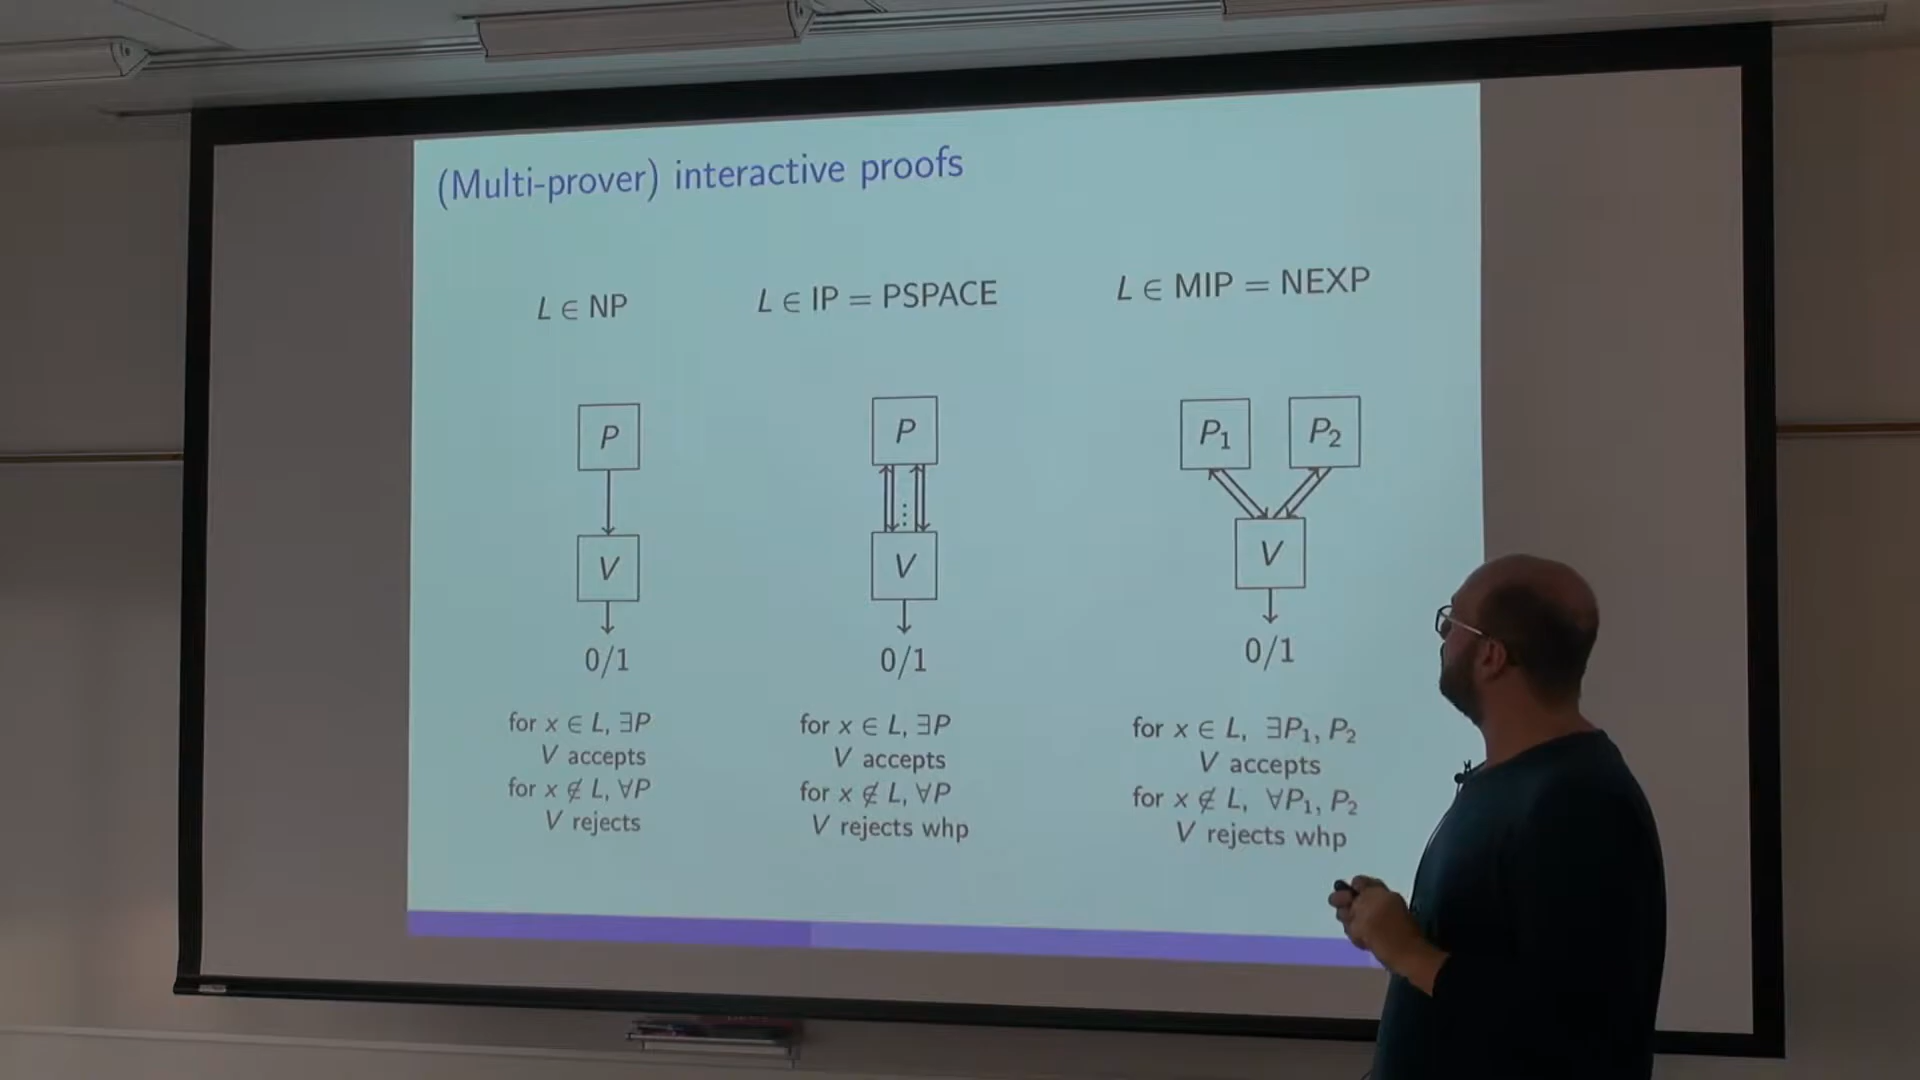 (Multi-prover) interactive proofs
L ∈ NP
P
V
0/1
for x ∈ L, ∃P
V accepts
for x ∉ L, ∀P
V rejects
L ∈ IP = PSPACE
P
⋮
V
0/1
for x ∈ L, ∃P
V accepts
for x ∉ L, ∀P
V rejects whp
L ∈ MIP = NEXP
P₁ P₂
V
0/1
for x ∈ L, ∃P₁, P₂
V accepts
for x ∉ L, ∀P₁, P₂
V rejects whp